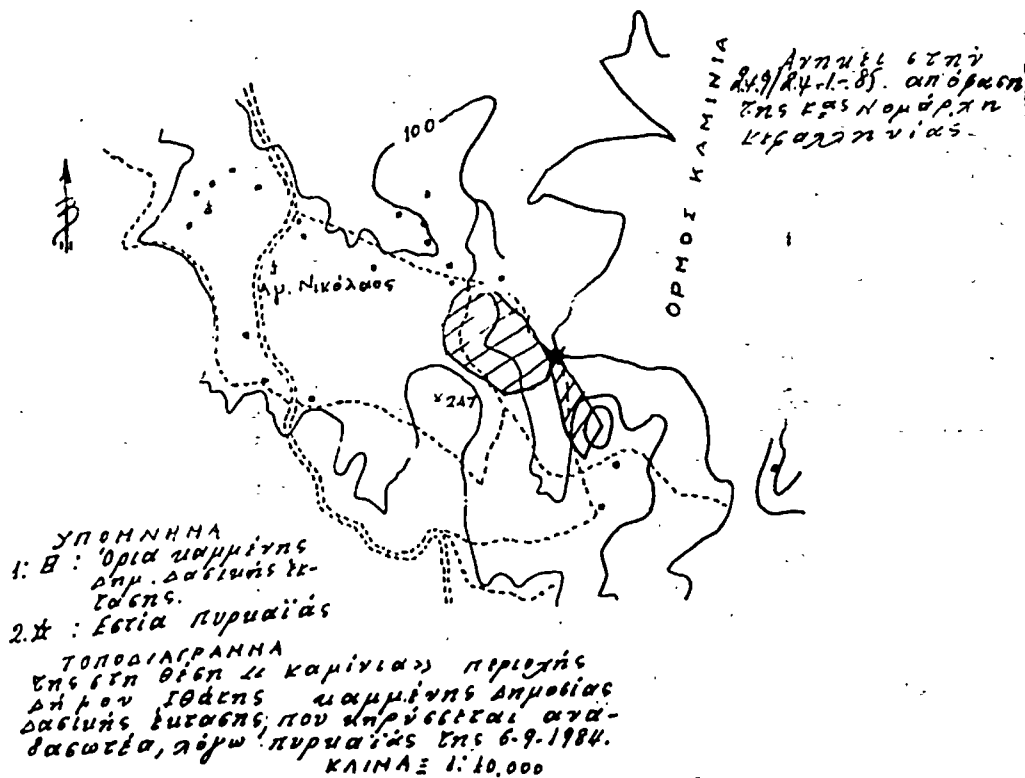 Ανηκει στην
249/24-1-85. απόφαση
της κας Νομάρχη
Κεφαλληνίας.
ΟΡΜΟΣ ΚΑΜΙΝΙΑ
100
Αγ. Νικόλαος
x 247
ΥΠΟΜΝΗΜΑ
1: : Όρια καμμένης
Δημ. Δασικής έκ-
τασης.
2. : Εστία πυρκαϊάς
ΤΟΠΟΔΙΑΓΡΑΜΜΑ
της στη θέση « Καμίνια» περιοχής
Δήμου Ιθάκης καμμένης Δημοσίας
Δασικής έκτασης, που κηρύσσεται ανα-
δασωτέα, λόγω πυρκαϊάς της 6-9-1984.
ΚΛΙΜΑΞ 1:10,000